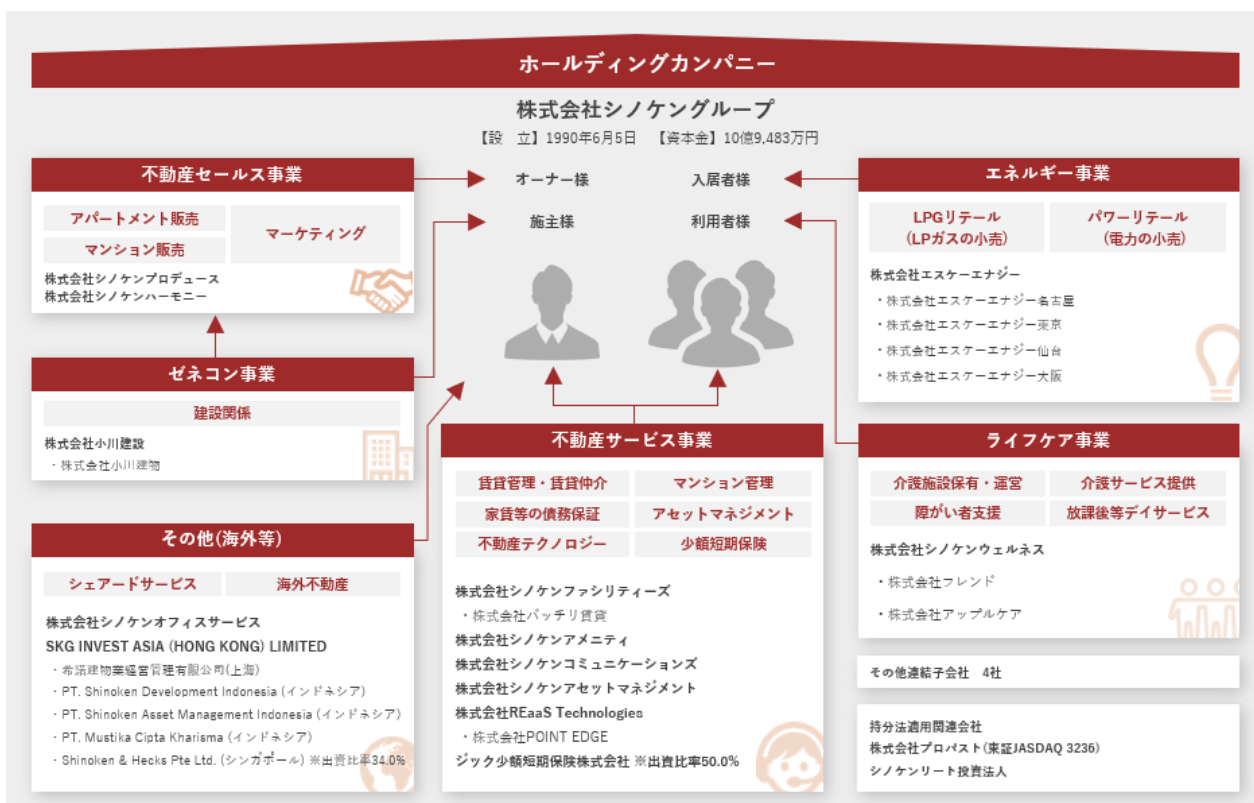 ホールディングカンパニー
株式会社シノケングループ
【設　立】1990年6月5日　【資本金】10億9,483万円
不動産セールス事業
アパートメント販売
マンション販売
マーケティング
株式会社シノケンプロデュース
株式会社シノケンハーモニー
ゼネコン事業
建設関係
株式会社小川建設
・株式会社小川建物
その他(海外等)
シェアードサービス
海外不動産
株式会社シノケンオフィスサービス
SKG INVEST ASIA (HONG KONG) LIMITED
・希諾建物業経営管理有限公司(上海)
・PT. Shinoken Development Indonesia (インドネシア)
・PT. Shinoken Asset Management Indonesia (インドネシア)
・PT. Mustika Cipta Kharisma (インドネシア)
・Shinoken & Hecks Pte Ltd. (シンガポール) ※出資比率34.0%
オーナー様
入居者様
施主様
利用者様
不動産サービス事業
賃貸管理・賃貸仲介
マンション管理
家賃等の債務保証
アセットマネジメント
不動産テクノロジー
少額短期保険
株式会社シノケンファシリティーズ
・株式会社パッチリ賃貸
株式会社シノケンアメニティ
株式会社シノケンコミュニケーションズ
株式会社シノケンアセットマネジメント
株式会社REaaS Technologies
・株式会社POINT EDGE
ジック少額短期保険株式会社 ※出資比率50.0%
エネルギー事業
LPGリテール
(LPガスの小売)
パワーリテール
(電力の小売)
株式会社エスケーエナジー
・株式会社エスケーエナジー名古屋
・株式会社エスケーエナジー東京
・株式会社エスケーエナジー仙台
・株式会社エスケーエナジー大阪
ライフケア事業
介護施設保有・運営
介護サービス提供
障がい者支援
放課後等デイサービス
株式会社シノケンウェルネス
・株式会社フレンド
・株式会社アップルケア
その他連結子会社　4社
持分法適用関連会社
株式会社プロパスト(東証JASDAQ 3236)
シノケンリート投資法人